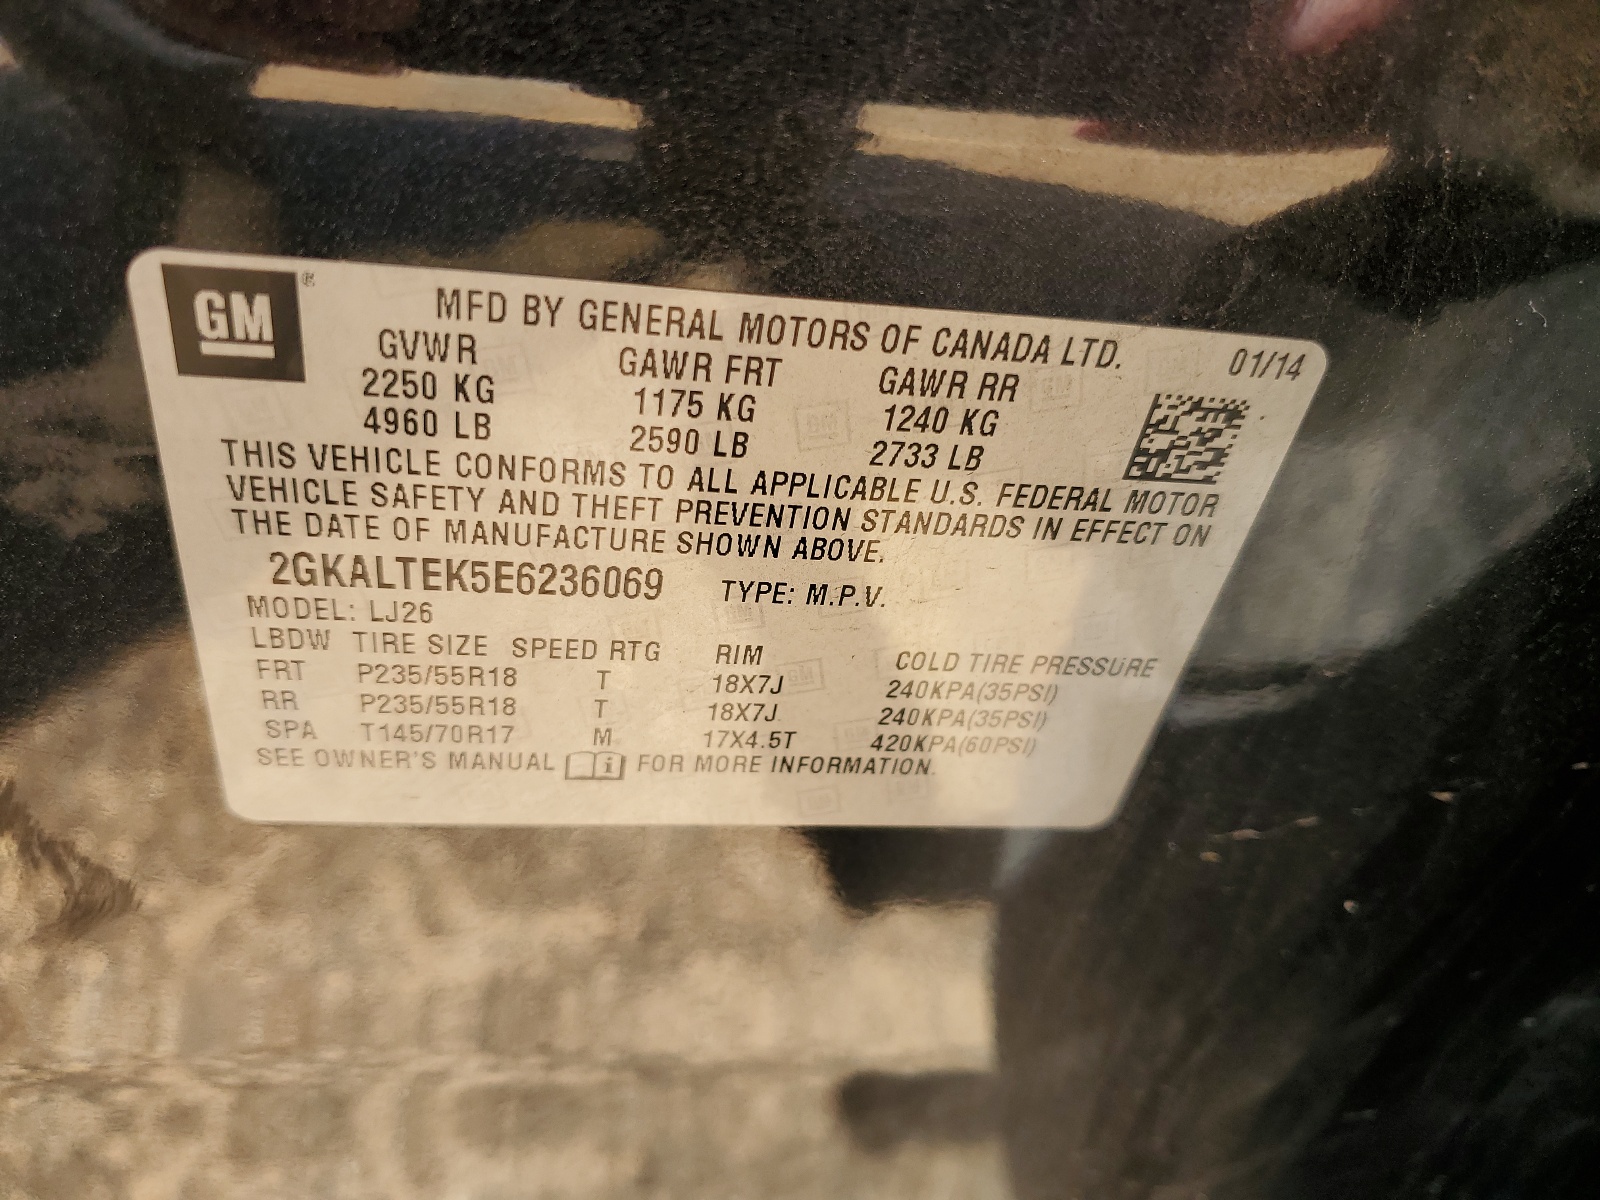 GM ®
MFD BY GENERAL MOTORS OF CANADA LTD. 01/14
GVWR GAWR FRT GAWR RR
2250 KG 1175 KG 1240 KG
4960 LB 2590 LB 2733 LB
THIS VEHICLE CONFORMS TO ALL APPLICABLE U.S. FEDERAL MOTOR
VEHICLE SAFETY AND THEFT PREVENTION STANDARDS IN EFFECT ON
THE DATE OF MANUFACTURE SHOWN ABOVE.
2GKALTEK5E6236069 TYPE: M.P.V.
MODEL: LJ26
LBDW TIRE SIZE SPEED RTG RIM COLD TIRE PRESSURE
FRT P235/55R18 T 18X7J 240KPA(35PSI)
RR P235/55R18 T 18X7J 240KPA(35PSI)
SPA T145/70R17 M 17X4.5T 420KPA(60PSI)
SEE OWNER'S MANUAL i FOR MORE INFORMATION.